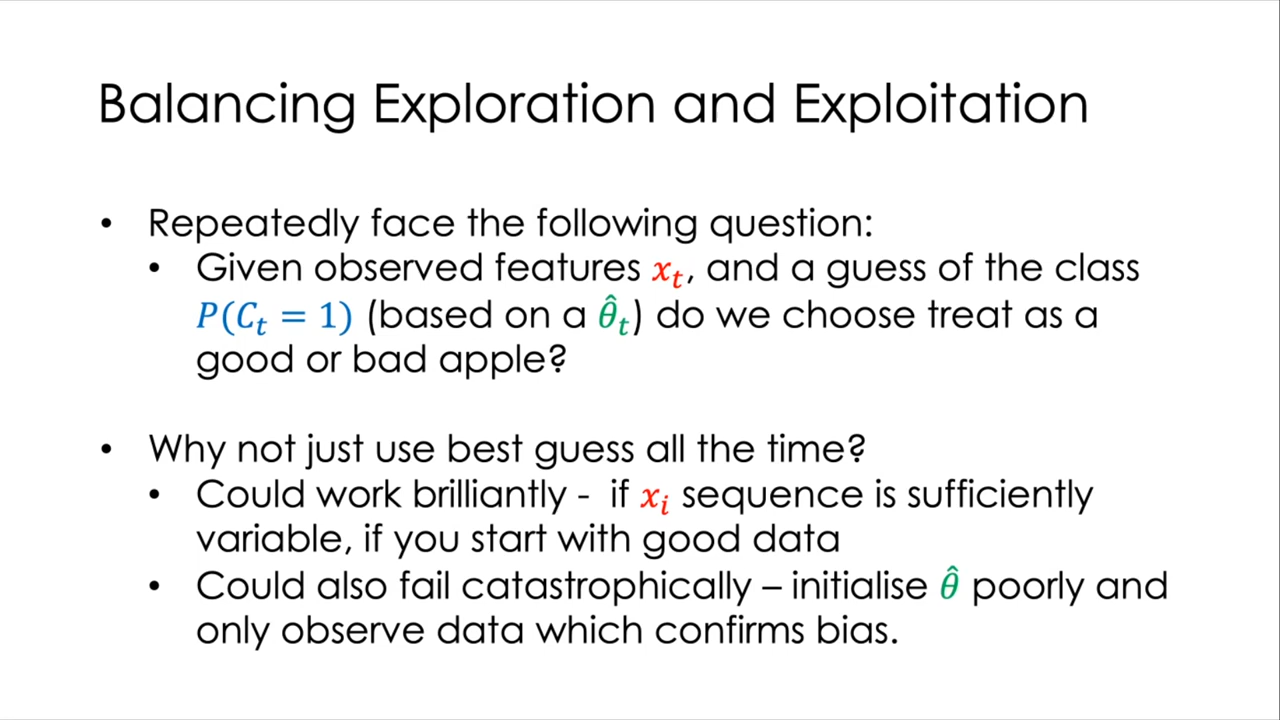 Balancing Exploration and Exploitation
• Repeatedly face the following question:
• Given observed features xₜ, and a guess of the class
P(Cₜ = 1) (based on a θ̂ₜ) do we choose treat as a
good or bad apple?
• Why not just use best guess all the time?
• Could work brilliantly - if xᵢ sequence is sufficiently
variable, if you start with good data
• Could also fail catastrophically – initialise θ̂ poorly and
only observe data which confirms bias.